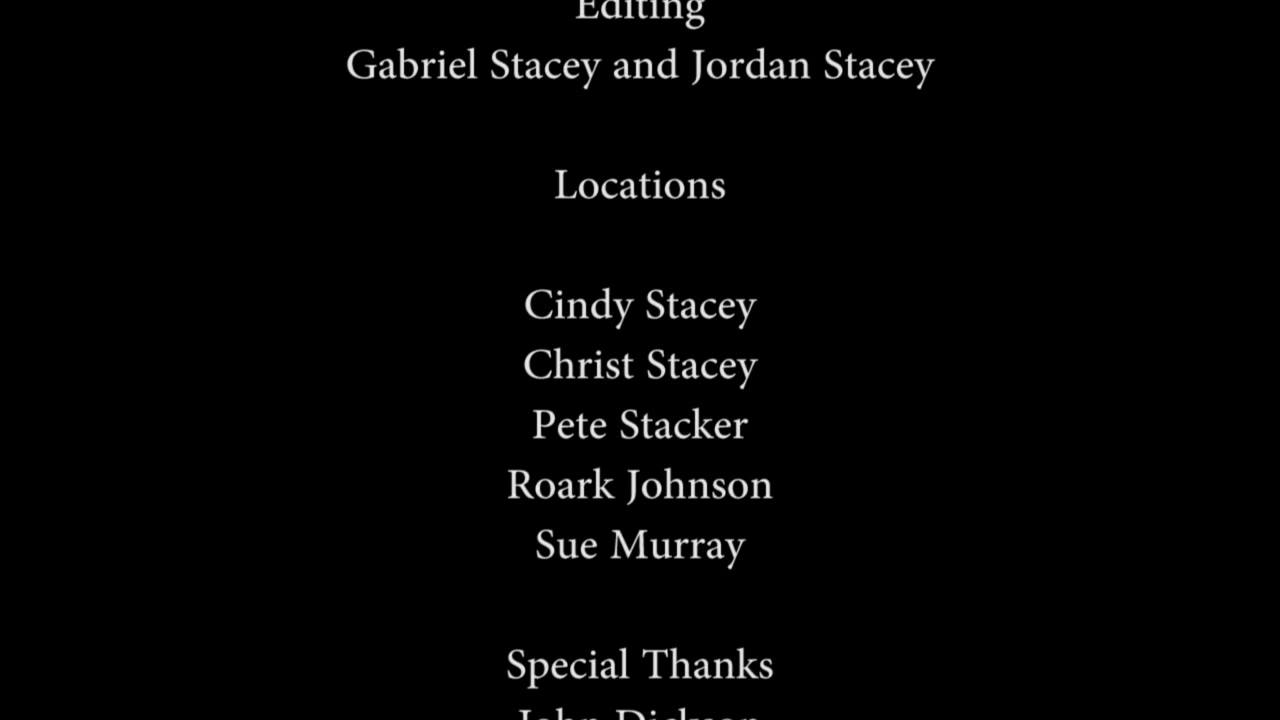 Editing
Gabriel Stacey and Jordan Stacey
Locations
Cindy Stacey
Christ Stacey
Pete Stacker
Roark Johnson
Sue Murray
Special Thanks
John Dickson